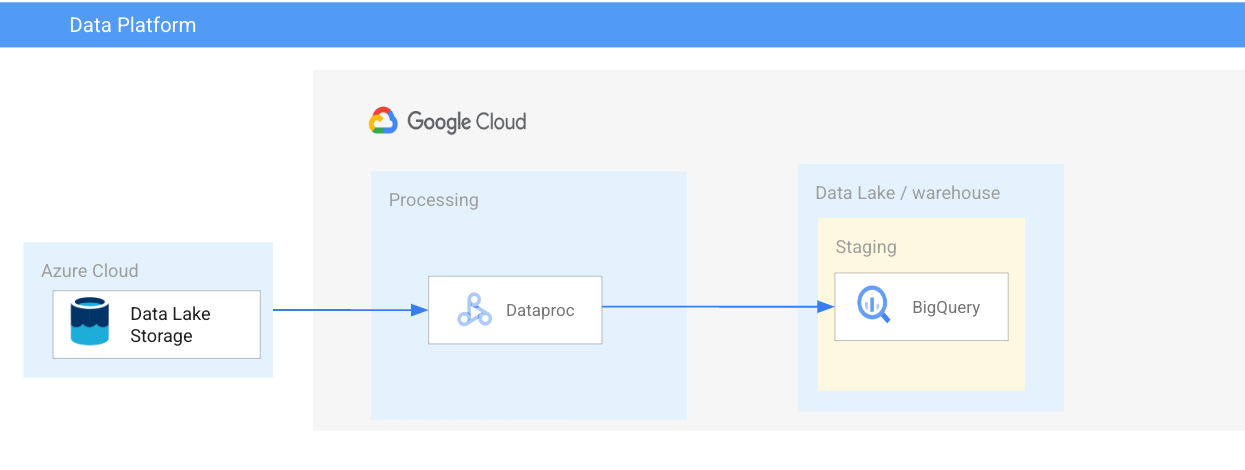 Data Platform
Google Cloud
Processing
Data Lake / warehouse
Staging
Azure Cloud
Data Lake
Storage
Dataproc
BigQuery